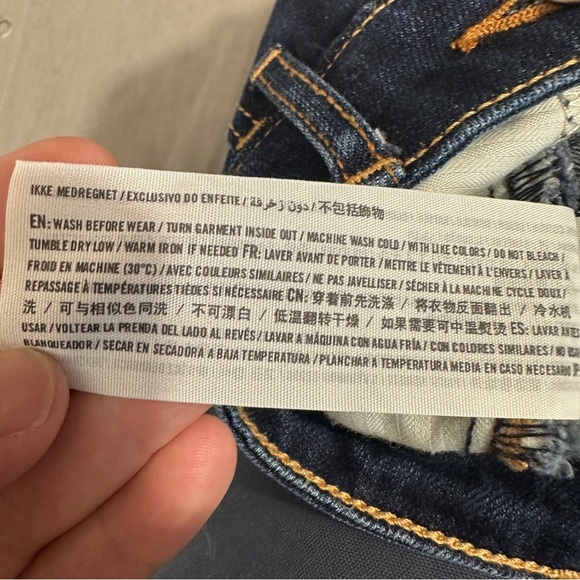 IKKE MEDREGNET / EXCLUSIVO DO ENFEITE / دون زخرفة / 不包括飾物
EN: WASH BEFORE WEAR / TURN GARMENT INSIDE OUT / MACHINE WASH COLD / WITH LIKE COLORS / DO NOT BLEACH /
TUMBLE DRY LOW / WARM IRON IF NEEDED FR: LAVER AVANT DE PORTER / METTRE LE VÊTEMENT À L'ENVERS / LAVER À
FROID EN MACHINE (30°C) / AVEC COULEURS SIMILAIRES / NE PAS JAVELLISER / SÉCHER À LA MACHINE CYCLE DOUX /
REPASSAGE À TEMPÉRATURES TIÈDES SI NÉCESSAIRE CN: 穿着前先洗涤 / 将衣物反面翻出 / 冷水机
洗 / 可与相似色同洗 / 不可漂白 / 低温翻转干燥 / 如果需要可中温熨烫 ES: LAVAR ANTES
USAR / VOLTEAR LA PRENDA DEL LADO AL REVÉS / LAVAR A MÁQUINA CON AGUA FRÍA / CON COLORES SIMILARES / NO
BLANQUEADOR / SECAR EN SECADORA A BAJA TEMPERATURA / PLANCHAR A TEMPERATURA MEDIA EN CASO NECESARIO